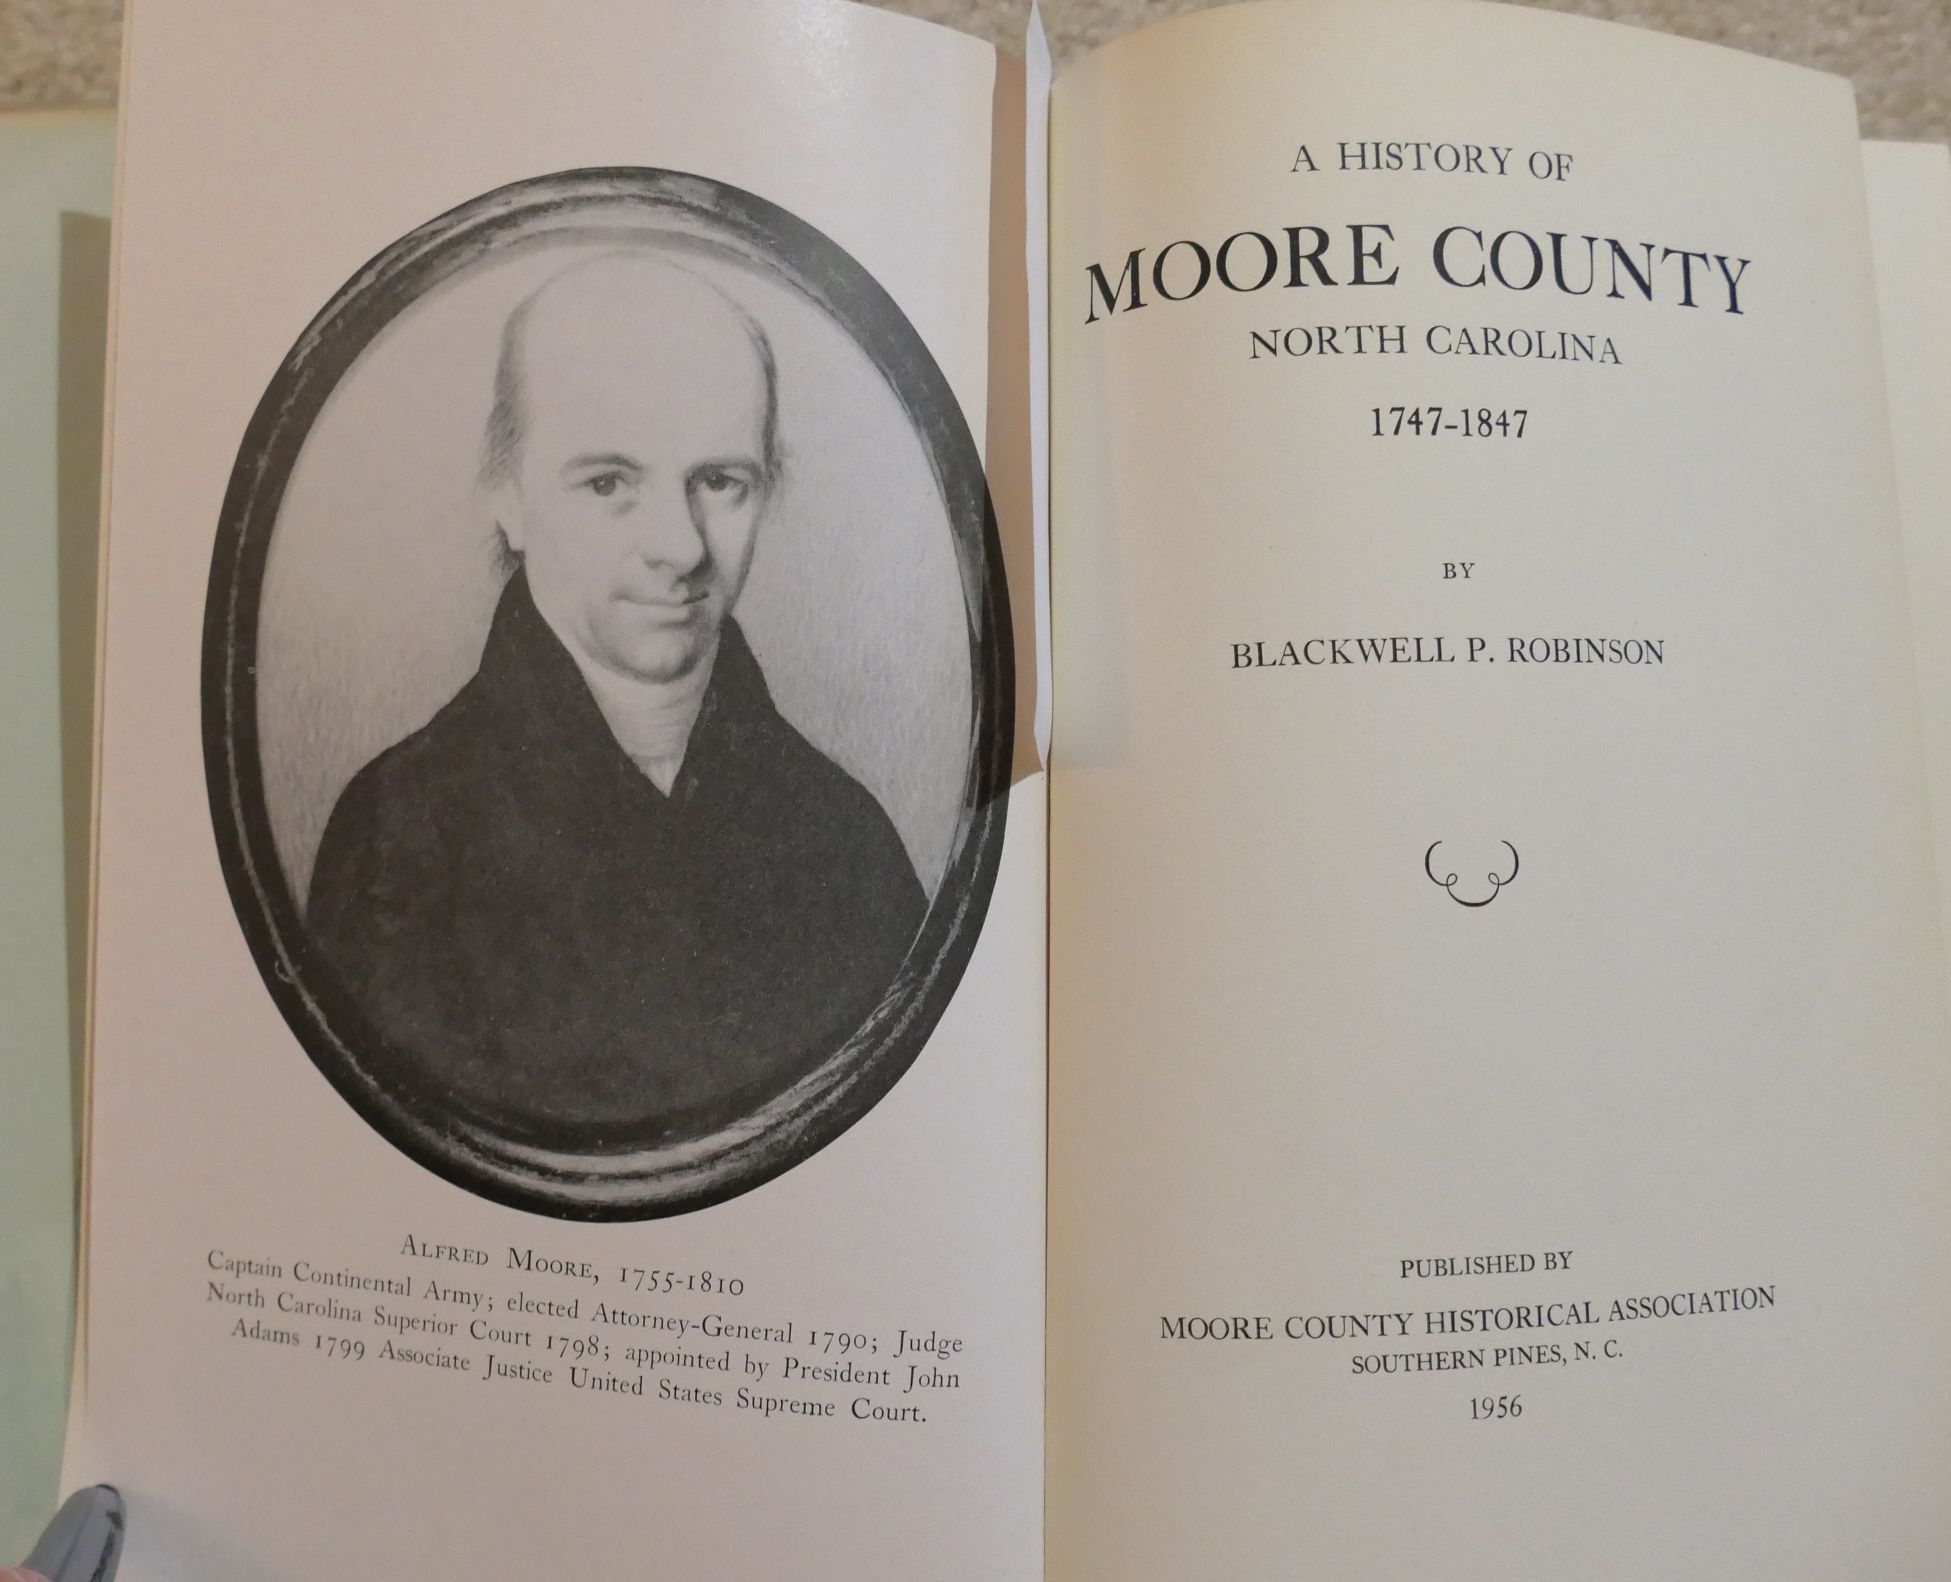 ALFRED MOORE, 1755-1810
Captain Continental Army; elected Attorney-General 1790; Judge
North Carolina Superior Court 1798; appointed by President John
Adams 1799 Associate Justice United States Supreme Court.
A HISTORY OF
MOORE COUNTY
NORTH CAROLINA
1747-1847
BY
BLACKWELL P. ROBINSON
PUBLISHED BY
MOORE COUNTY HISTORICAL ASSOCIATION
SOUTHERN PINES, N. C.
1956